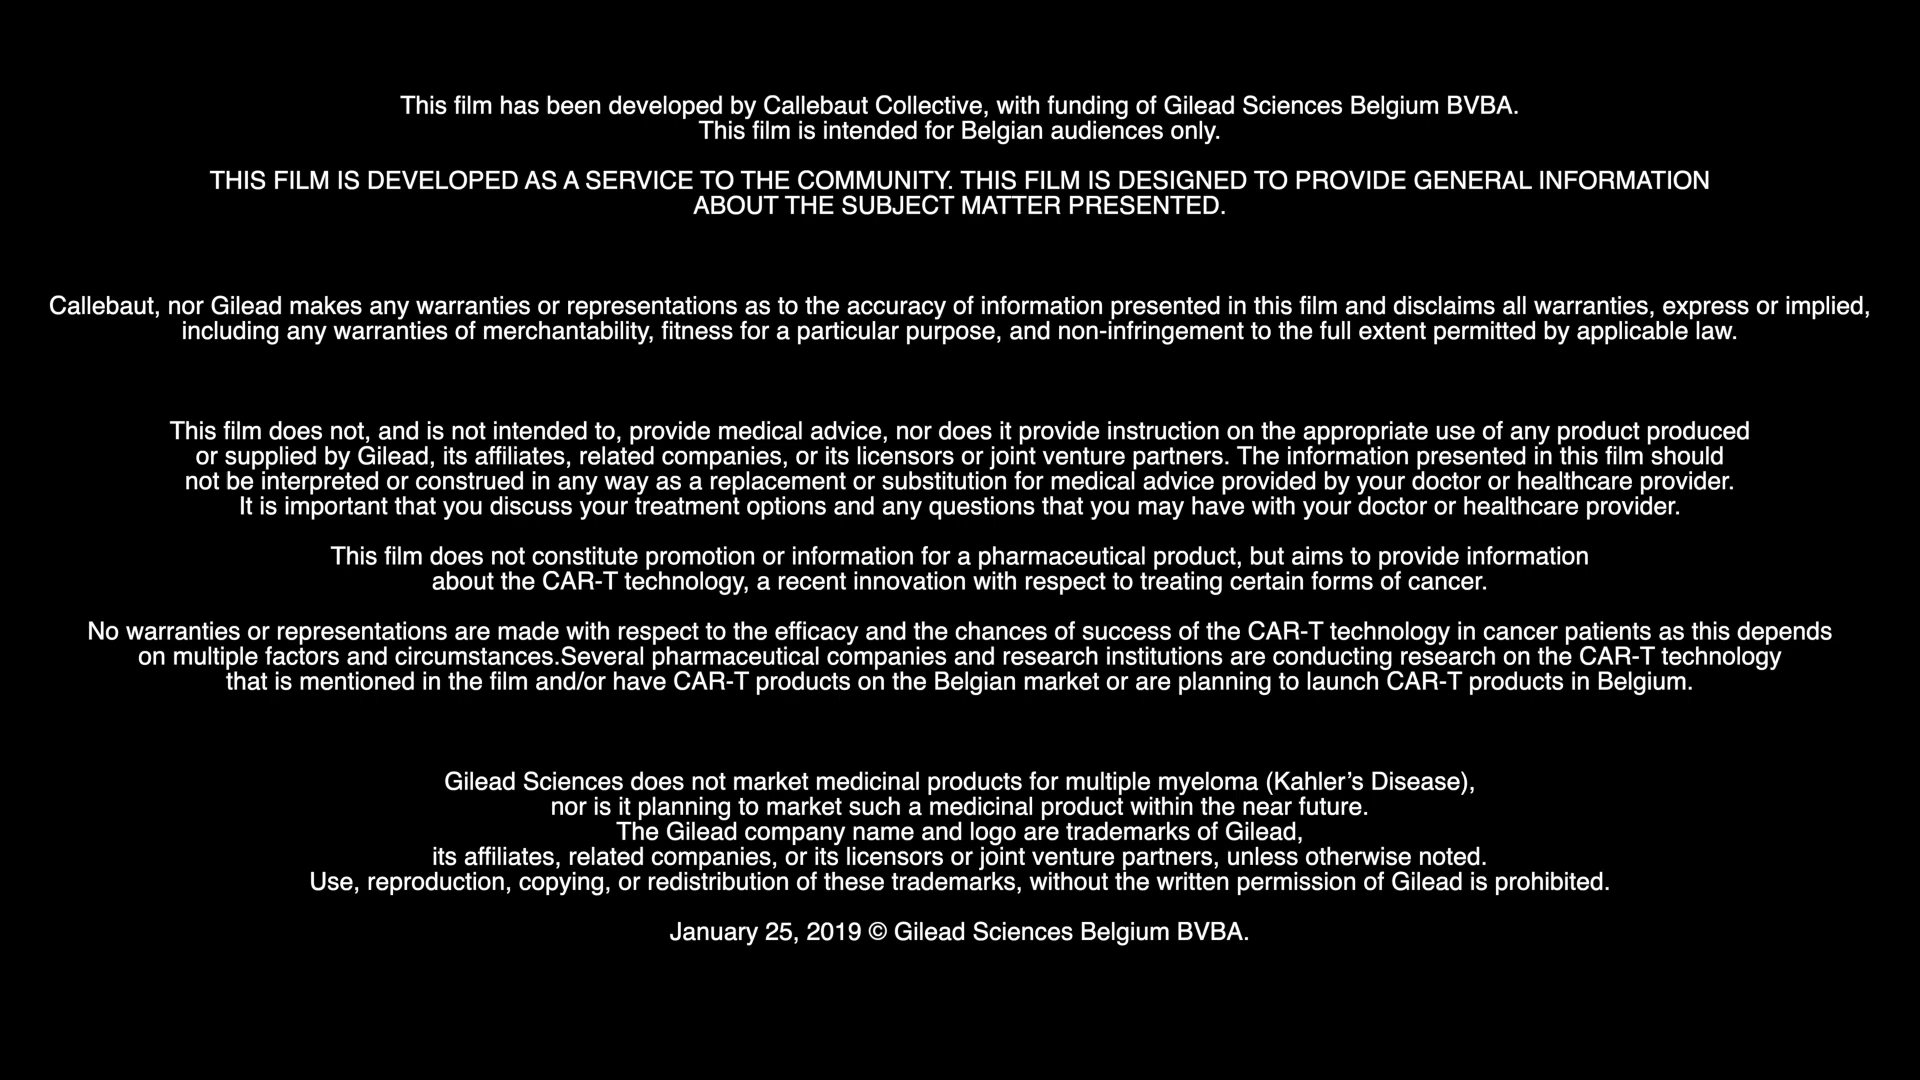 This film has been developed by Callebaut Collective, with funding of Gilead Sciences Belgium BVBA.
This film is intended for Belgian audiences only.
THIS FILM IS DEVELOPED AS A SERVICE TO THE COMMUNITY. THIS FILM IS DESIGNED TO PROVIDE GENERAL INFORMATION
ABOUT THE SUBJECT MATTER PRESENTED.
Callebaut, nor Gilead makes any warranties or representations as to the accuracy of information presented in this film and disclaims all warranties, express or implied,
including any warranties of merchantability, fitness for a particular purpose, and non-infringement to the full extent permitted by applicable law.
This film does not, and is not intended to, provide medical advice, nor does it provide instruction on the appropriate use of any product produced
or supplied by Gilead, its affiliates, related companies, or its licensors or joint venture partners. The information presented in this film should
not be interpreted or construed in any way as a replacement or substitution for medical advice provided by your doctor or healthcare provider.
It is important that you discuss your treatment options and any questions that you may have with your doctor or healthcare provider.
This film does not constitute promotion or information for a pharmaceutical product, but aims to provide information
about the CAR-T technology, a recent innovation with respect to treating certain forms of cancer.
No warranties or representations are made with respect to the efficacy and the chances of success of the CAR-T technology in cancer patients as this depends
on multiple factors and circumstances.Several pharmaceutical companies and research institutions are conducting research on the CAR-T technology
that is mentioned in the film and/or have CAR-T products on the Belgian market or are planning to launch CAR-T products in Belgium.
Gilead Sciences does not market medicinal products for multiple myeloma (Kahler’s Disease),
nor is it planning to market such a medicinal product within the near future.
The Gilead company name and logo are trademarks of Gilead,
its affiliates, related companies, or its licensors or joint venture partners, unless otherwise noted.
Use, reproduction, copying, or redistribution of these trademarks, without the written permission of Gilead is prohibited.
January 25, 2019 © Gilead Sciences Belgium BVBA.